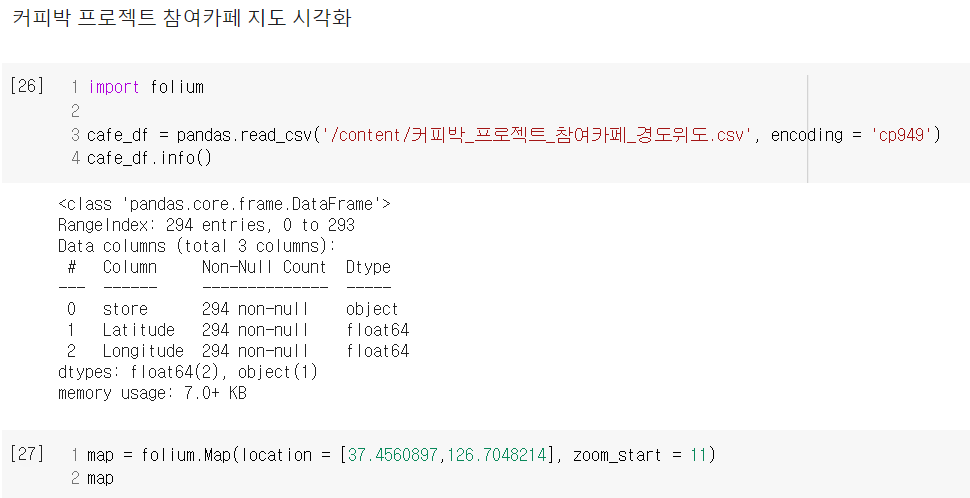 커피박 프로젝트 참여카페 지도 시각화
[26] 1 import folium
2
3 cafe_df = pandas.read_csv('/content/커피박_프로젝트_참여카페_경도위도.csv', encoding = 'cp949')
4 cafe_df.info()
<class 'pandas.core.frame.DataFrame'>
RangeIndex: 294 entries, 0 to 293
Data columns (total 3 columns):
#   Column     Non-Null Count  Dtype
---  ------     --------------  -----
0   store      294 non-null    object
1   Latitude   294 non-null    float64
2   Longitude  294 non-null    float64
dtypes: float64(2), object(1)
memory usage: 7.0+ KB
[27] 1 map = folium.Map(location = [37.4560897,126.7048214], zoom_start = 11)
2 map